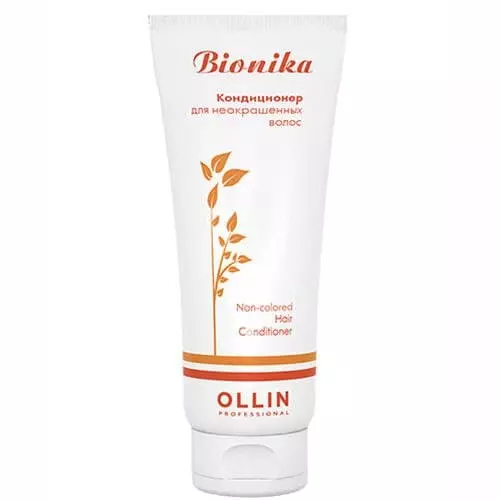 Bionika
Кондиционер
для неокрашенных
волос
Non-colored
Hair
Conditioner
OLLIN
PROFESSIONAL